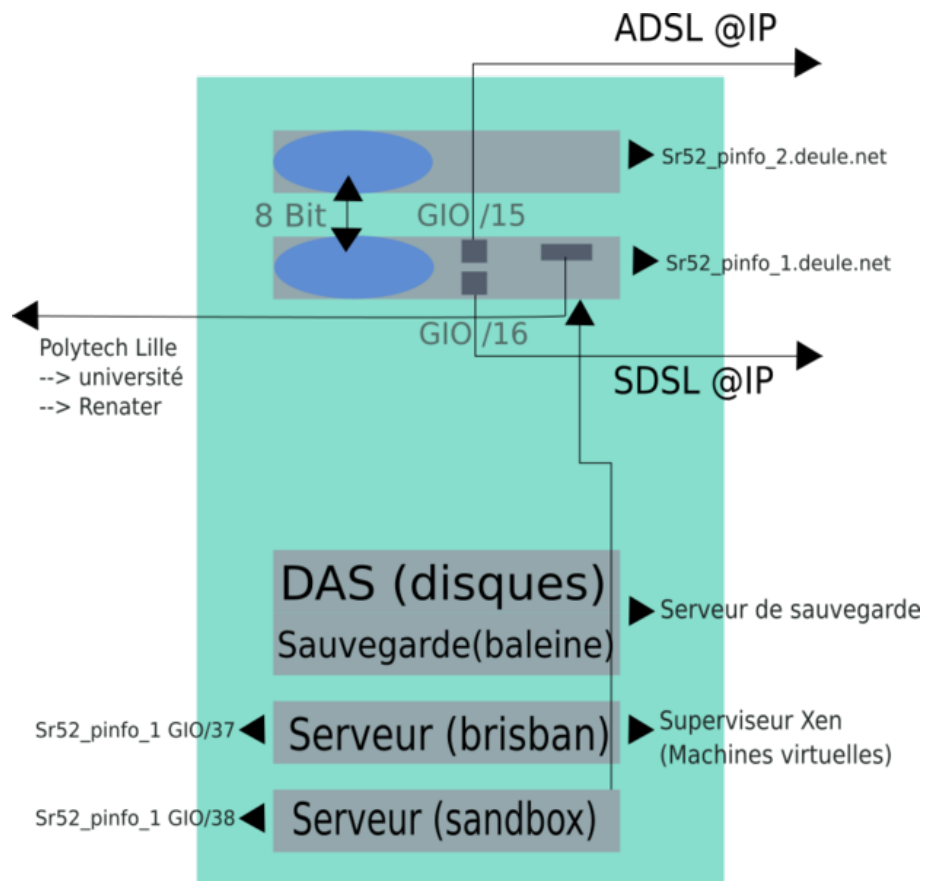 ADSL @IP
Sr52_pinfo_2.deule.net
8 Bit
GIO /15
Sr52_pinfo_1.deule.net
GIO /16
Polytech Lille
--> université
--> Renater
SDSL @IP
DAS (disques)
Sauvegarde(baleine)
Serveur de sauvegarde
Sr52_pinfo_1 GIO/37
Serveur (brisban)
Superviseur Xen
(Machines virtuelles)
Sr52_pinfo_1 GIO/38
Serveur (sandbox)